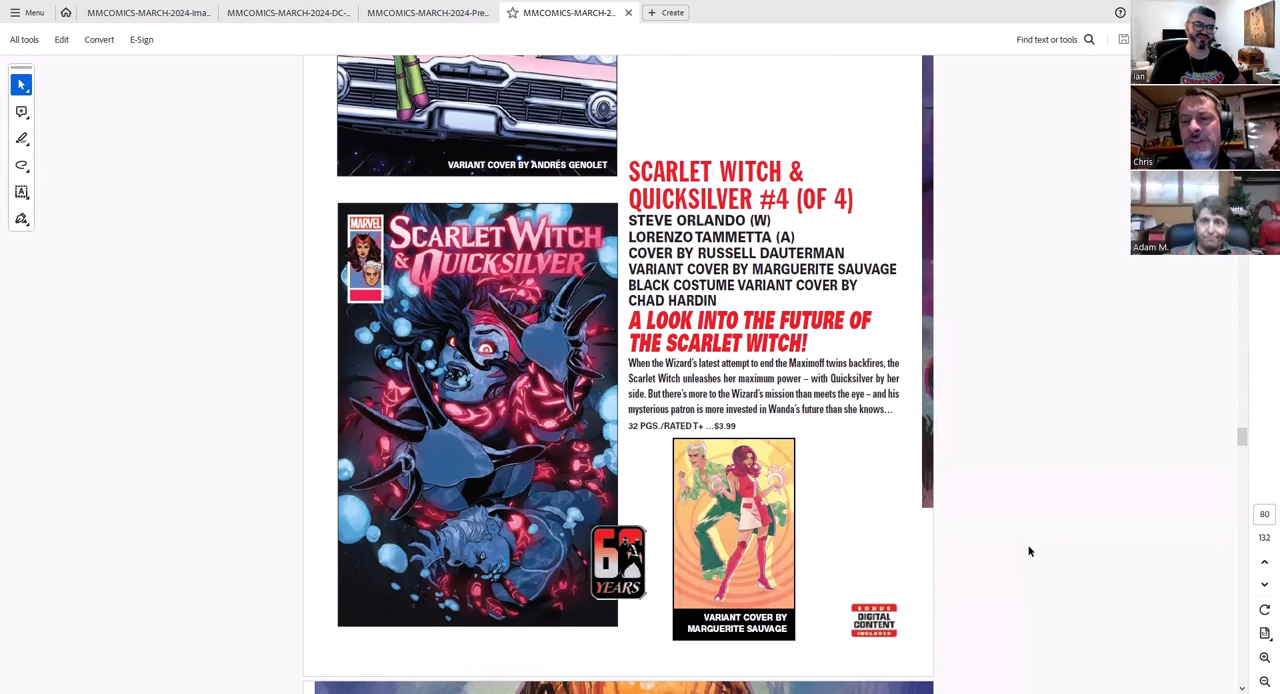 Menu
MMCOMICS-MARCH-2024-Ima...
MMCOMICS-MARCH-2024-DC-...
MMCOMICS-MARCH-2024-Pre...
MMCOMICS-MARCH-2...
Create
All tools
Edit
Convert
E-Sign
Find text or tools
Ian
Chris
Adam M.
VARIANT COVER BY ANDRÉS GENOLET
SCARLET WITCH &
QUICKSILVER #4 (OF 4)
STEVE ORLANDO (W)
LORENZO TAMMETTA (A)
COVER BY RUSSELL DAUTERMAN
VARIANT COVER BY MARGUERITE SAUVAGE
BLACK COSTUME VARIANT COVER BY
CHAD HARDIN
A LOOK INTO THE FUTURE OF
THE SCARLET WITCH!
When the Wizard's latest attempt to end the Maximoff twins backfires, the
Scarlet Witch unleashes her maximum power – with Quicksilver by her
side. But there's more to the Wizard's mission than meets the eye – and his
mysterious patron is more invested in Wanda's future than she knows…
32 PGS./RATED T+ …$3.99
MARVEL
SCARLET WITCH
& QUICKSILVER
60
YEARS
VARIANT COVER BY
MARGUERITE SAUVAGE
BONUS
DIGITAL
CONTENT
INCLUDED
80
132